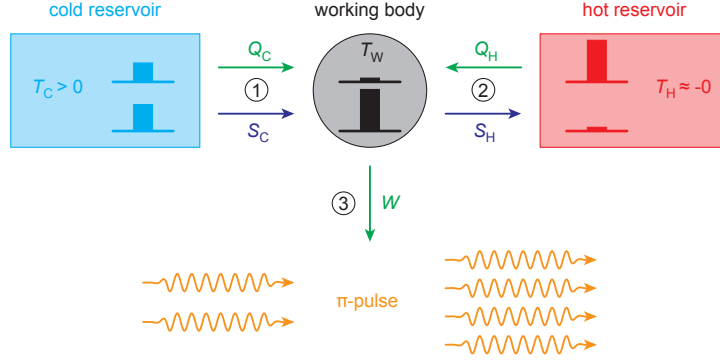 cold reservoir
working body
hot reservoir
Q_C
T_W
Q_H
T_C > 0
1
2
T_H ≈ -0
S_C
S_H
3
W
π-pulse